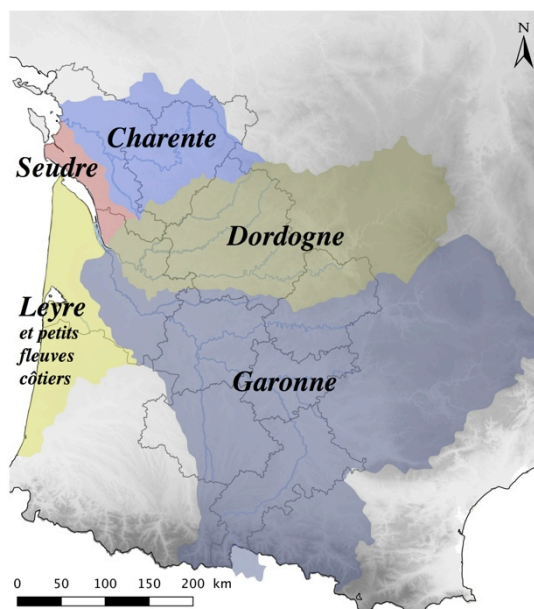 N
Charente
Seudre
Dordogne
Leyre
et petits
fleuves
côtiers
Garonne
0 50 100 150 200 km